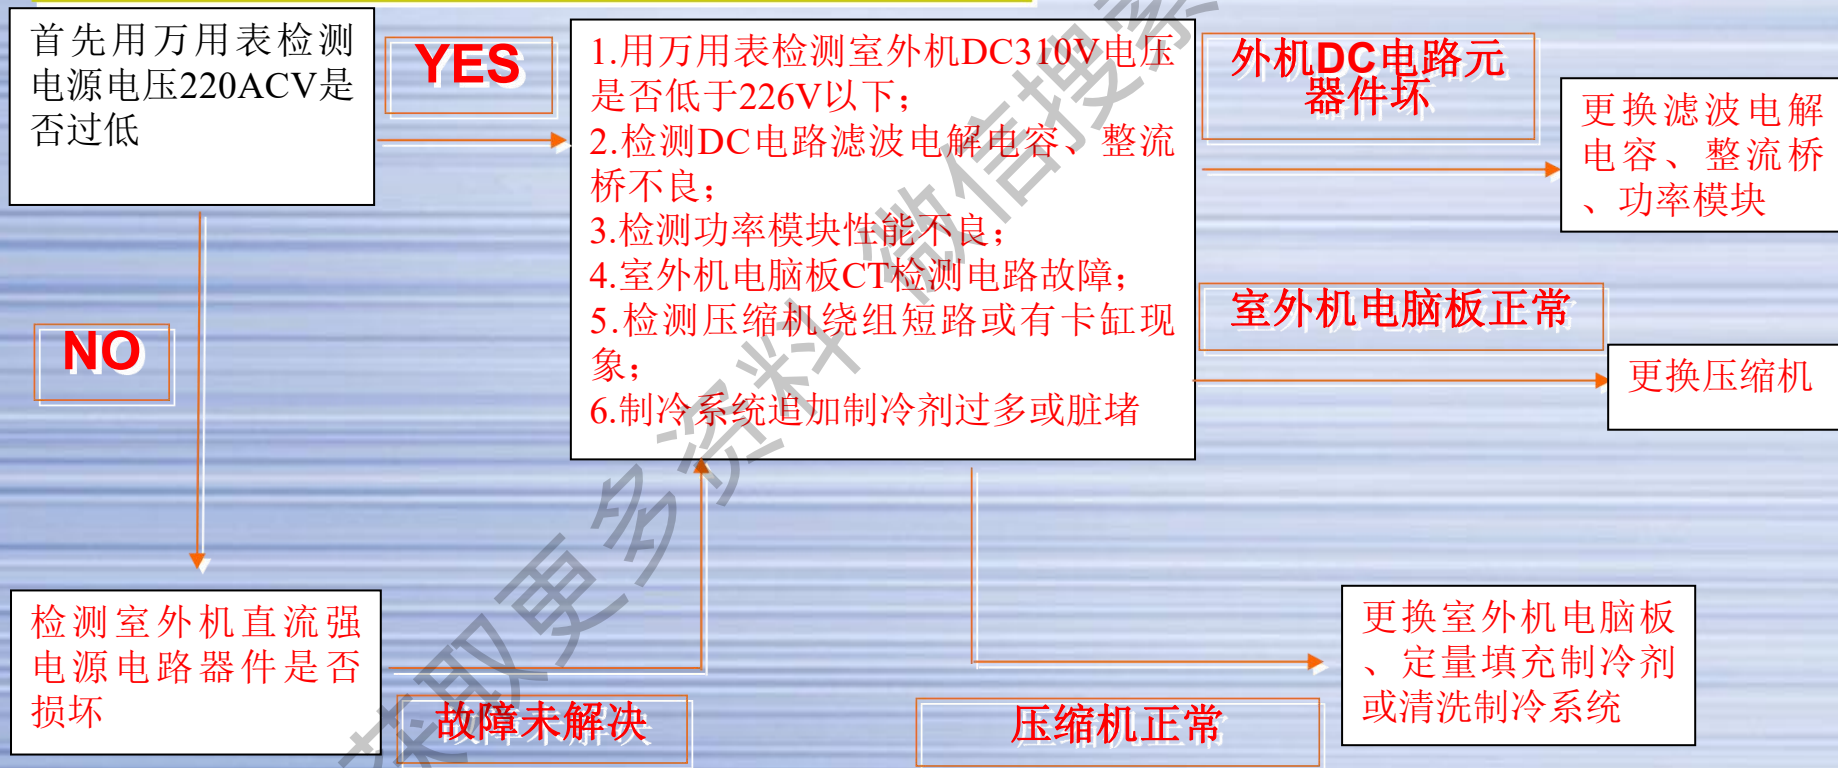 首先用万用表检测
电源电压220ACV是
否过低
YES
1.用万用表检测室外机DC310V电压
是否低于226V以下；
2.检测DC电路滤波电解电容、整流
桥不良；
3.检测功率模块性能不良；
4.室外机电脑板CT检测电路故障；
5.检测压缩机绕组短路或有卡缸现
象；
6.制冷系统追加制冷剂过多或脏堵
外机DC电路元
器件坏
更换滤波电解
电容、整流桥
、功率模块
NO
室外机电脑板正常
更换压缩机
检测室外机直流强
电源电路器件是否
损坏
故障未解决
压缩机正常
更换室外机电脑板
、定量填充制冷剂
或清洗制冷系统
获取更多资料 微信搜索